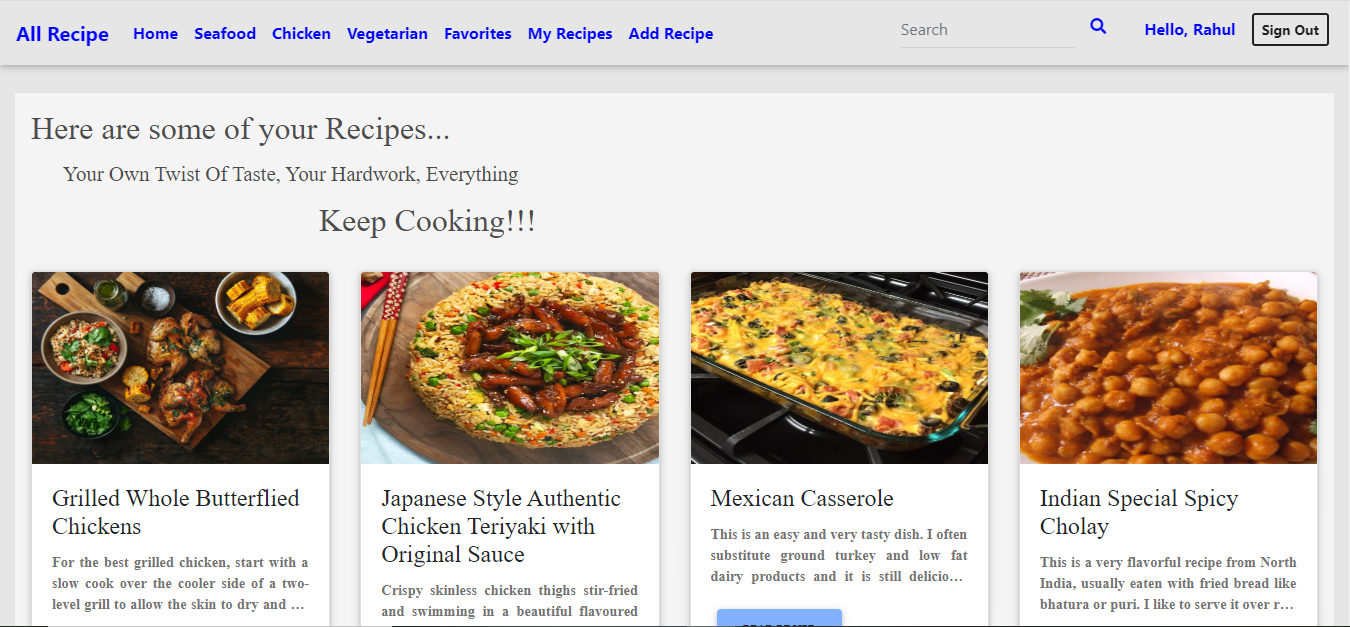 All Recipe Home Seafood Chicken Vegetarian Favorites My Recipes Add Recipe Search Hello, Rahul Sign Out
Here are some of your Recipes...
Your Own Twist Of Taste, Your Hardwork, Everything
Keep Cooking!!!
Grilled Whole Butterflied
Chickens
For the best grilled chicken, start with a
slow cook over the cooler side of a two-
level grill to allow the skin to dry and ...
Japanese Style Authentic
Chicken Teriyaki with
Original Sauce
Crispy skinless chicken thighs stir-fried
and swimming in a beautiful flavoured
Mexican Casserole
This is an easy and very tasty dish. I often
substitute ground turkey and low fat
dairy products and it is still delicio...
Indian Special Spicy
Cholay
This is a very flavorful recipe from North
India, usually eaten with fried bread like
bhatura or puri. I like to serve it over r...